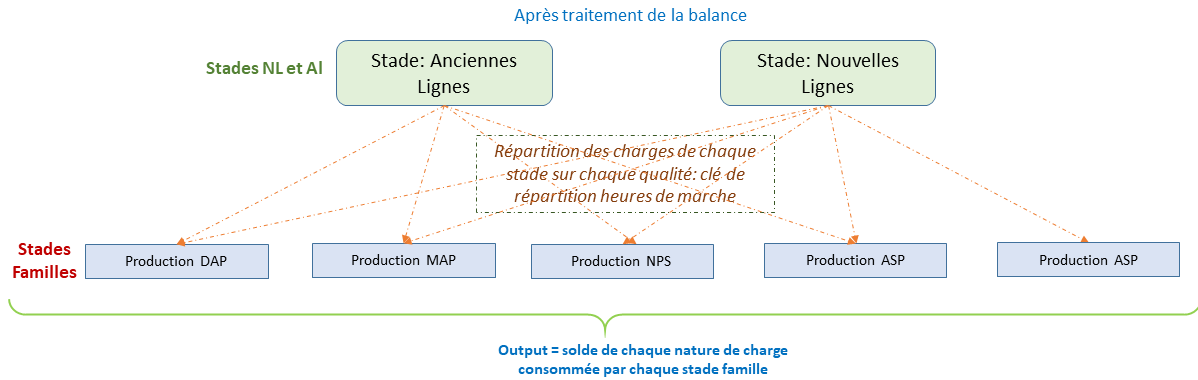 Après traitement de la balance
Stades NL et Al
Stade: Anciennes
Lignes
Stade: Nouvelles
Lignes
Répartition des charges de chaque
stade sur chaque qualité: clé de
répartition heures de marche
Stades
Familles
Production DAP
Production MAP
Production NPS
Production ASP
Production ASP
Output = solde de chaque nature de charge
consommée par chaque stade famille